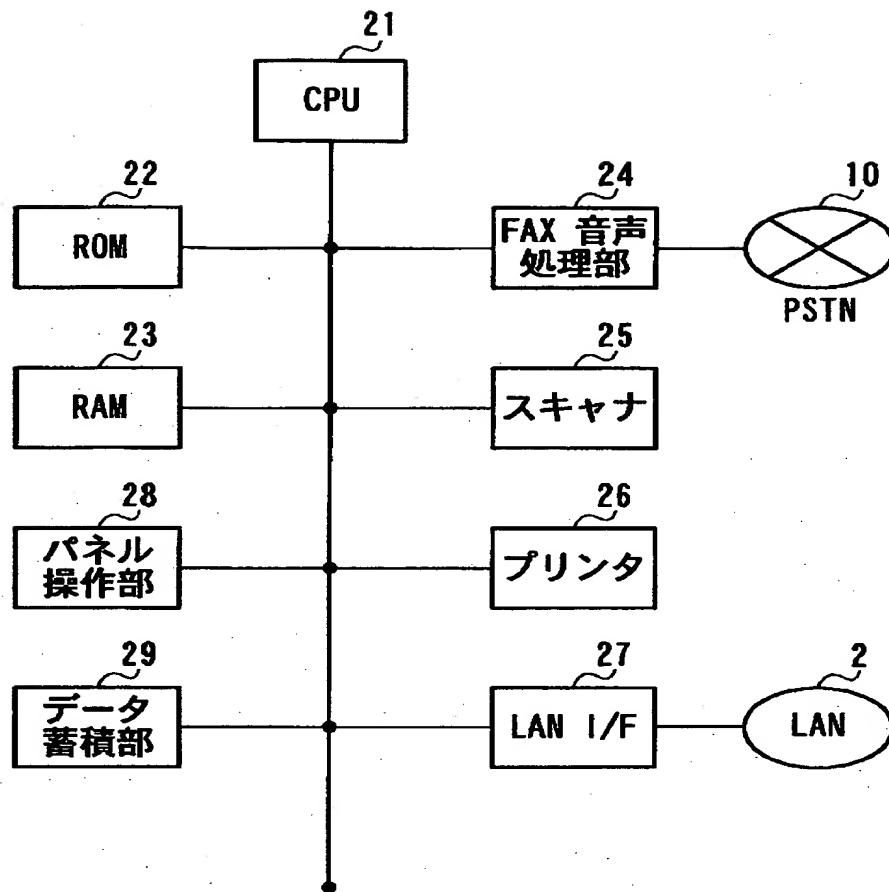 21
CPU
22
ROM
24
FAX 音声
処理部
10
PSTN
23
RAM
25
スキャナ
28
パネル
操作部
26
プリンタ
29
データ
蓄積部
27
LAN I/F
2
LAN